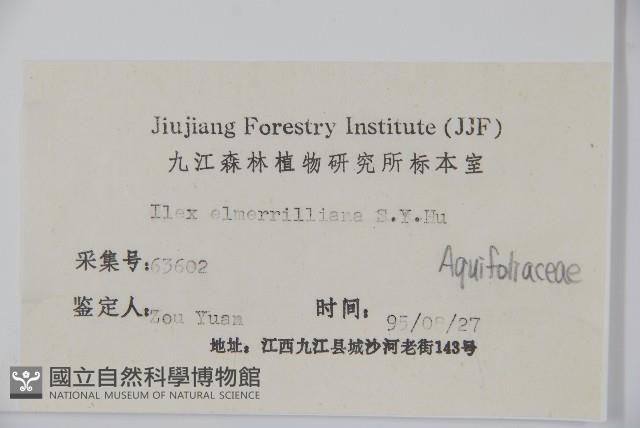 Jiujiang Forestry Institute (JJF)
九江森林植物研究所标本室
Ilex elmerrilliana S.Y.Hu
采集号:63602
Aquifoliaceae
鉴定人:Zou Yuan 时间: 95/08/27
地址: 江西九江县城沙河老街143号
國立自然科學博物館
NATIONAL MUSEUM OF NATURAL SCIENCE